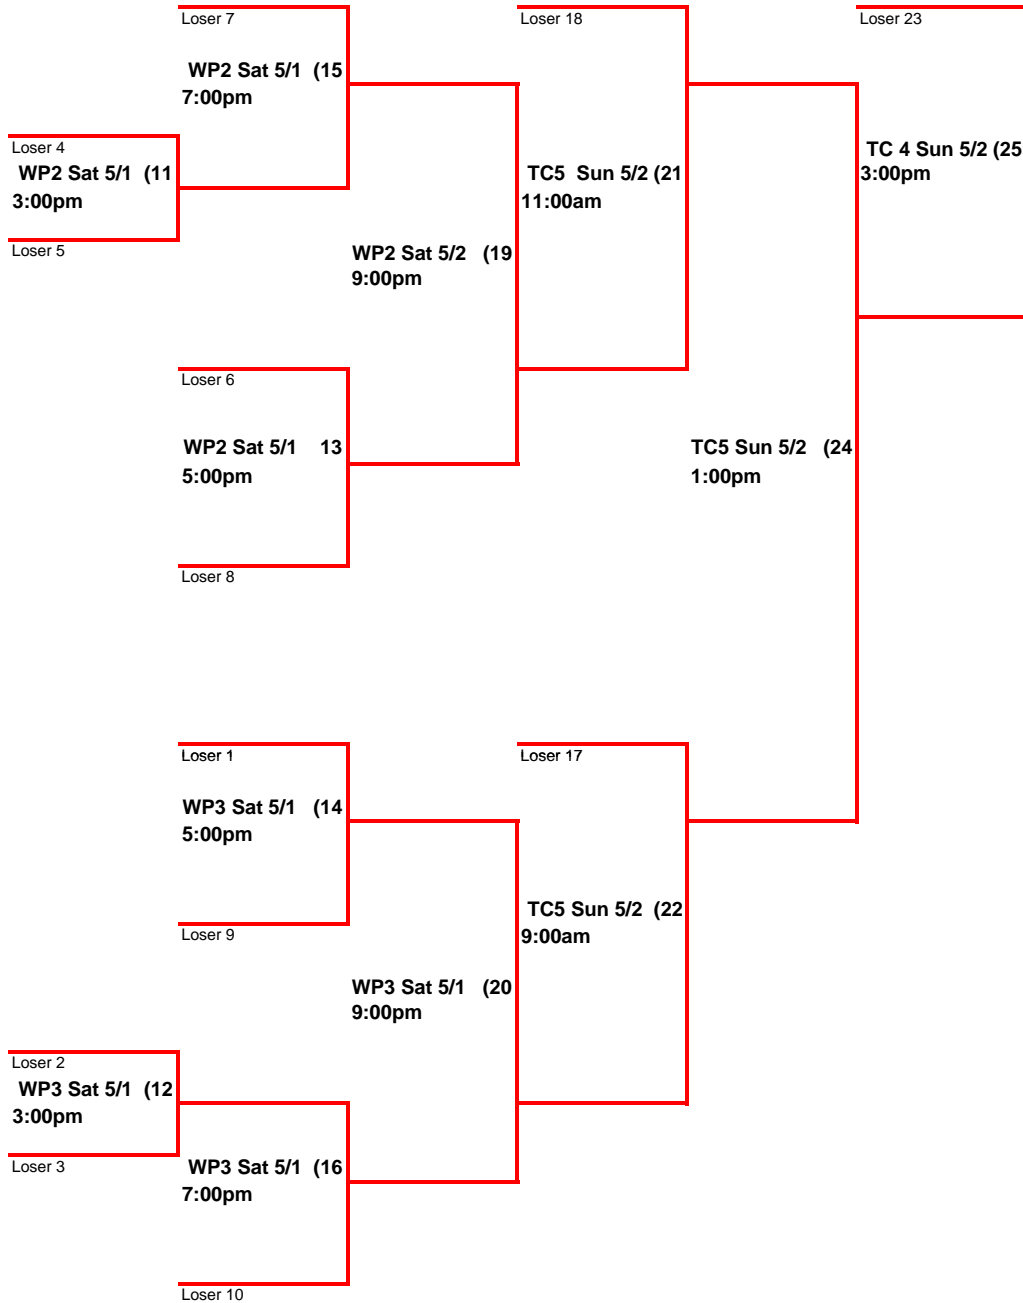 Loser 7
Loser 18
Loser 23
WP2 Sat 5/1 (15
7:00pm
Loser 4
WP2 Sat 5/1 (11
3:00pm
Loser 5
TC5 Sun 5/2 (21
11:00am
TC 4 Sun 5/2 (25
3:00pm
WP2 Sat 5/2 (19
9:00pm
Loser 6
WP2 Sat 5/1 13
5:00pm
TC5 Sun 5/2 (24
1:00pm
Loser 8
Loser 1
Loser 17
WP3 Sat 5/1 (14
5:00pm
Loser 9
TC5 Sun 5/2 (22
9:00am
WP3 Sat 5/1 (20
9:00pm
Loser 2
WP3 Sat 5/1 (12
3:00pm
Loser 3
WP3 Sat 5/1 (16
7:00pm
Loser 10